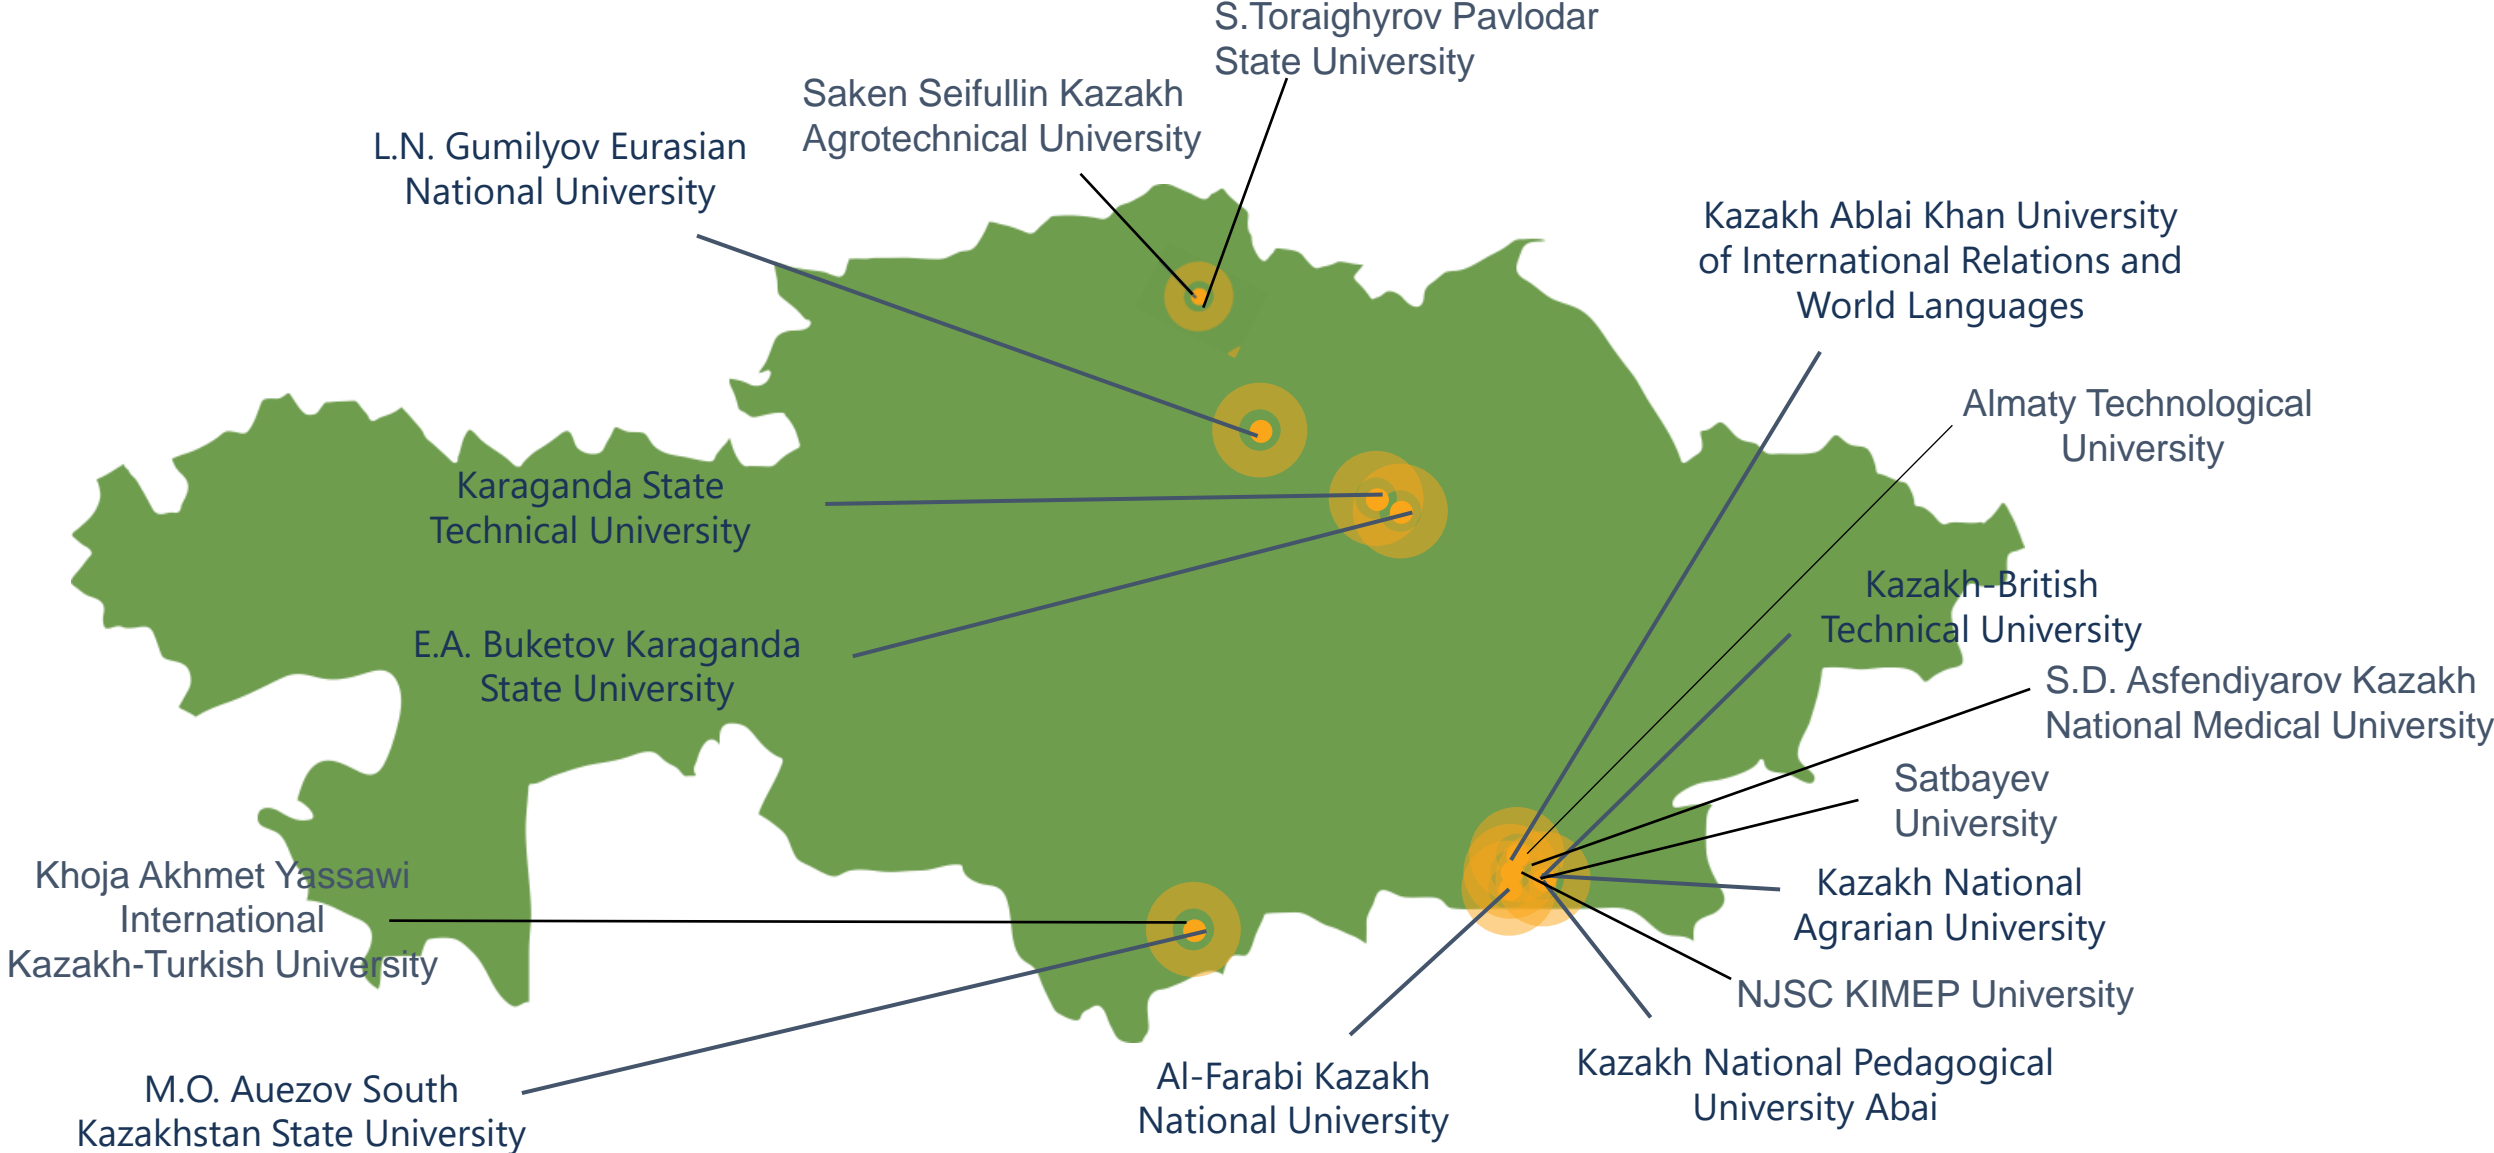 S.Toraighyrov Pavlodar
State University
Saken Seifullin Kazakh
Agrotechnical University
L.N. Gumilyov Eurasian
National University
Kazakh Ablai Khan University
of International Relations and
World Languages
Almaty Technological
University
Karaganda State
Technical University
Kazakh-British
Technical University
E.A. Buketov Karaganda
State University
S.D. Asfendiyarov Kazakh
National Medical University
Satbayev
University
Khoja Akhmet Yassawi
International
Kazakh-Turkish University
Kazakh National
Agrarian University
NJSC KIMEP University
M.O. Auezov South
Kazakhstan State University
Al-Farabi Kazakh
National University
Kazakh National Pedagogical
University Abai